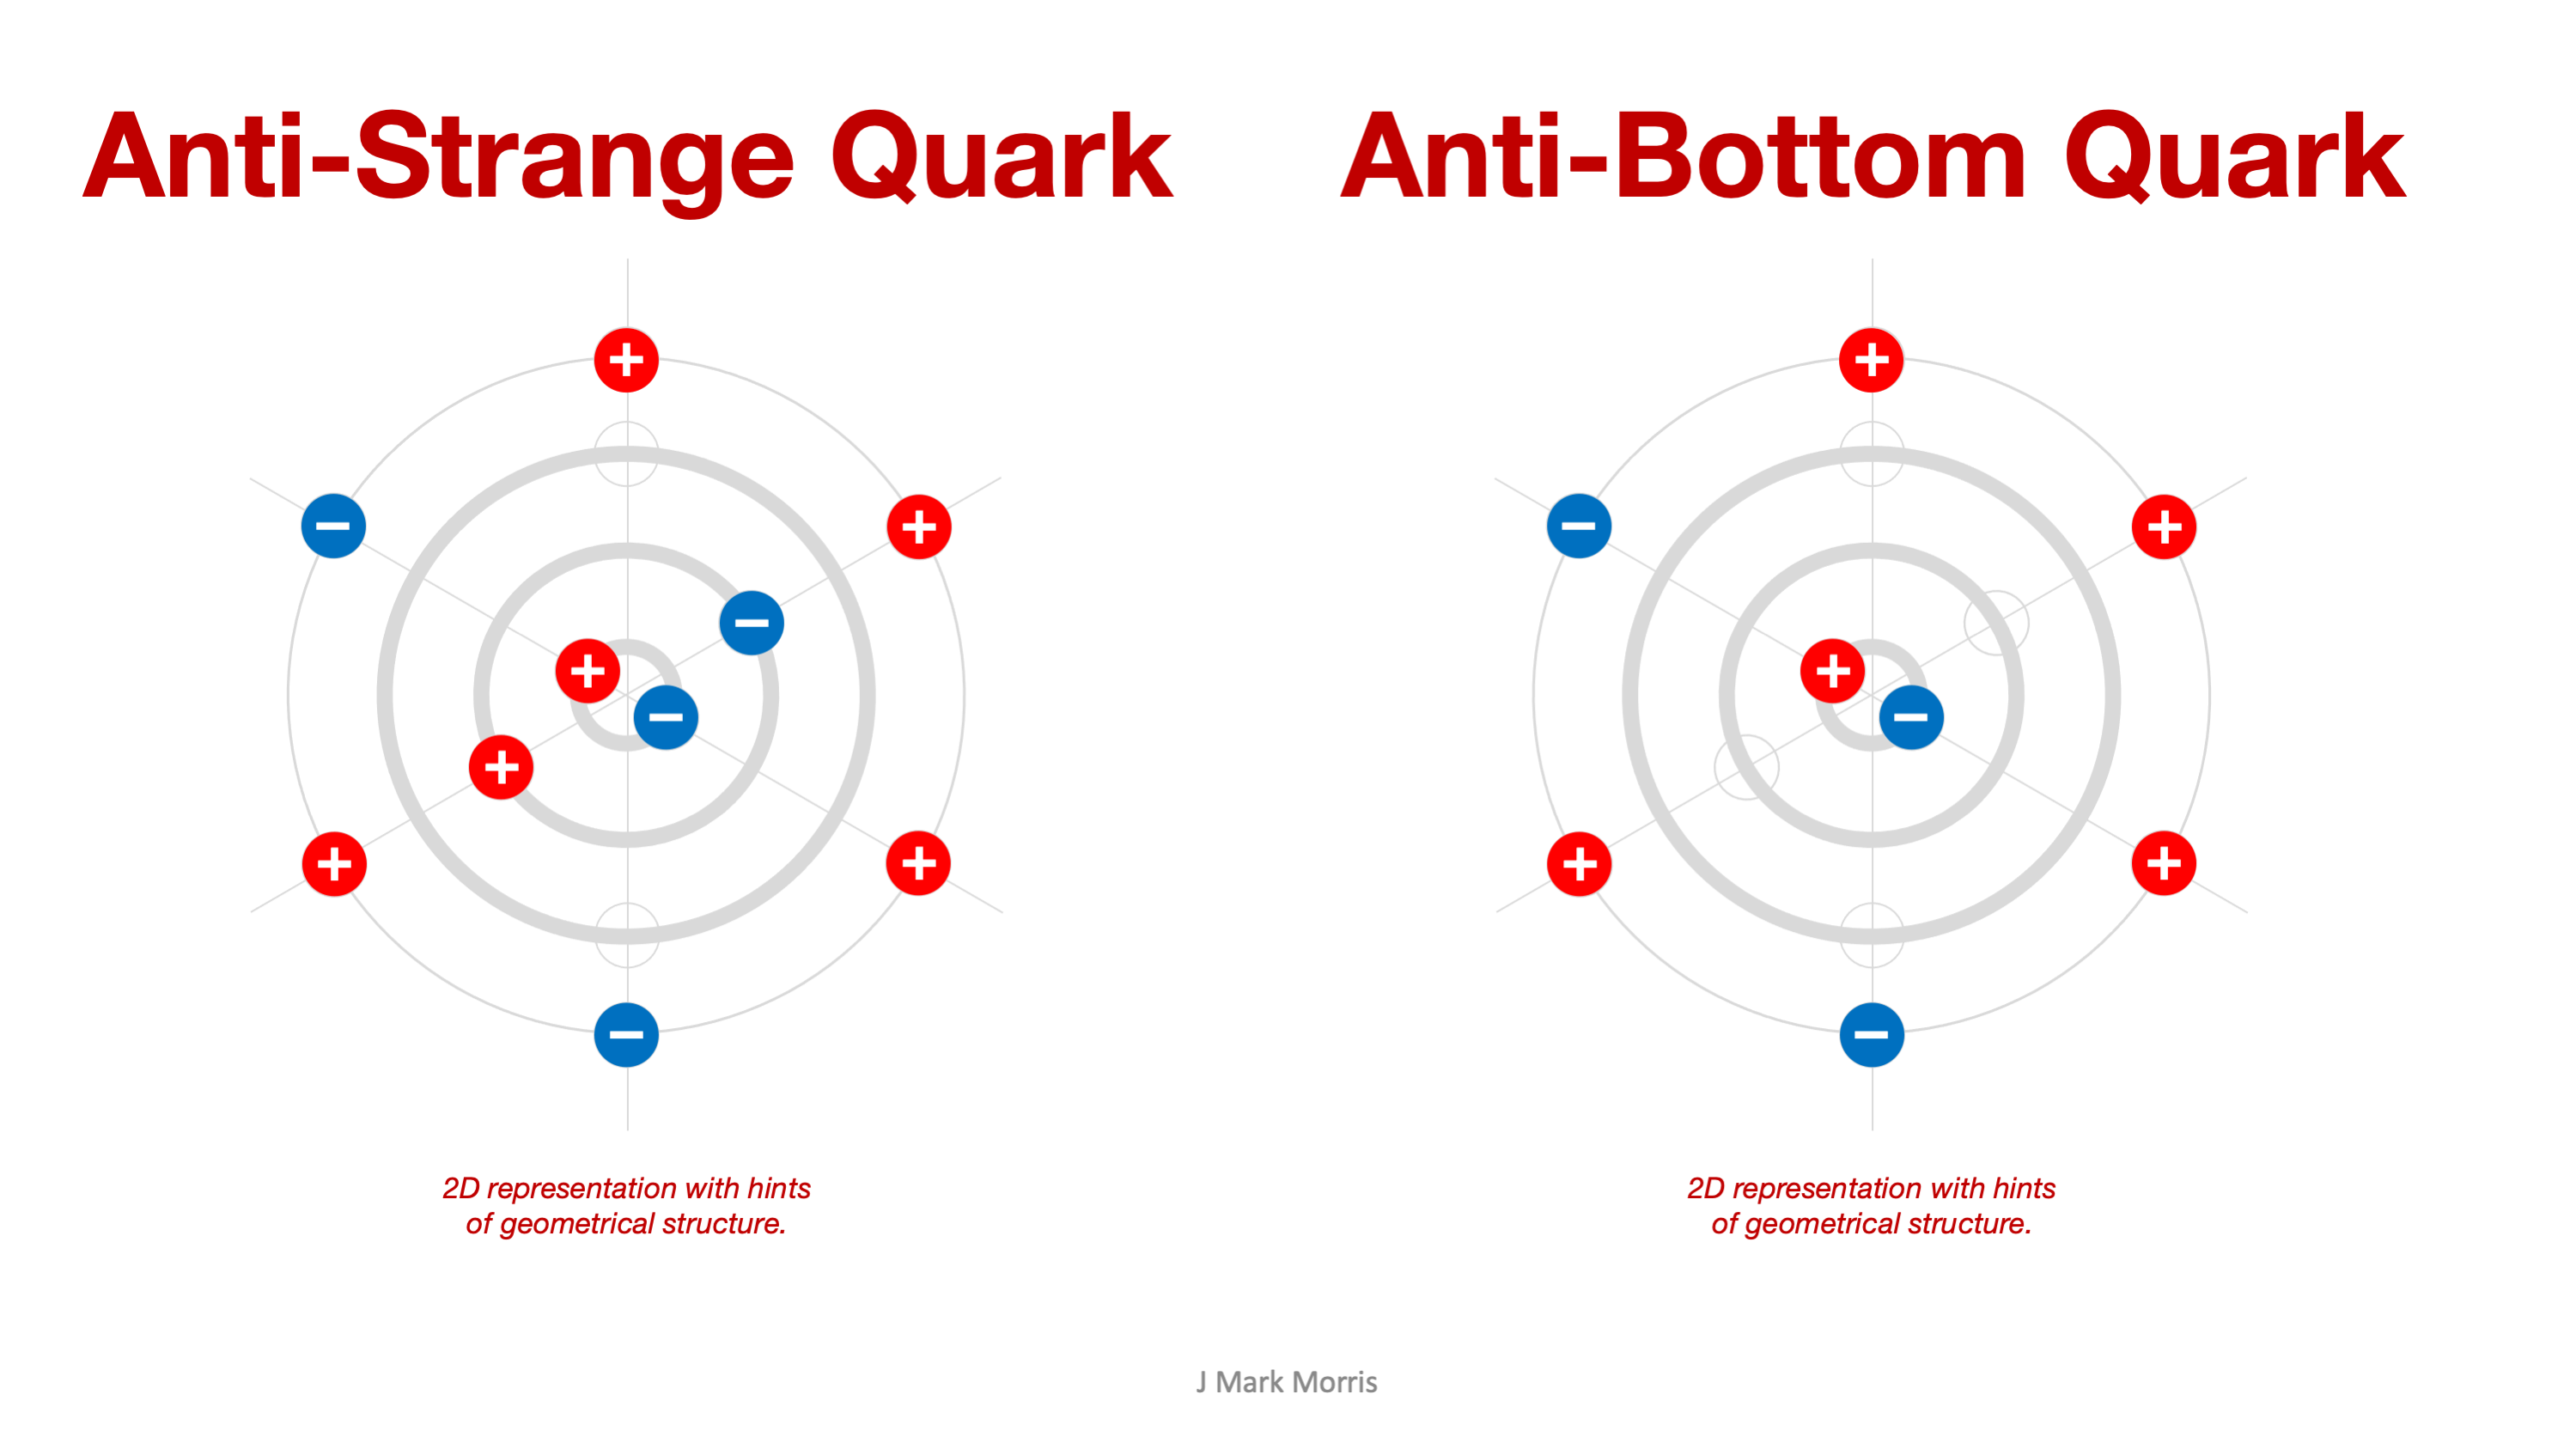 Anti-Strange Quark
Anti-Bottom Quark
+
+
−
+
−
+
−
+
+
−
+
+
−
+
−
+
+
−
2D representation with hints
of geometrical structure.
2D representation with hints
of geometrical structure.
J Mark Morris